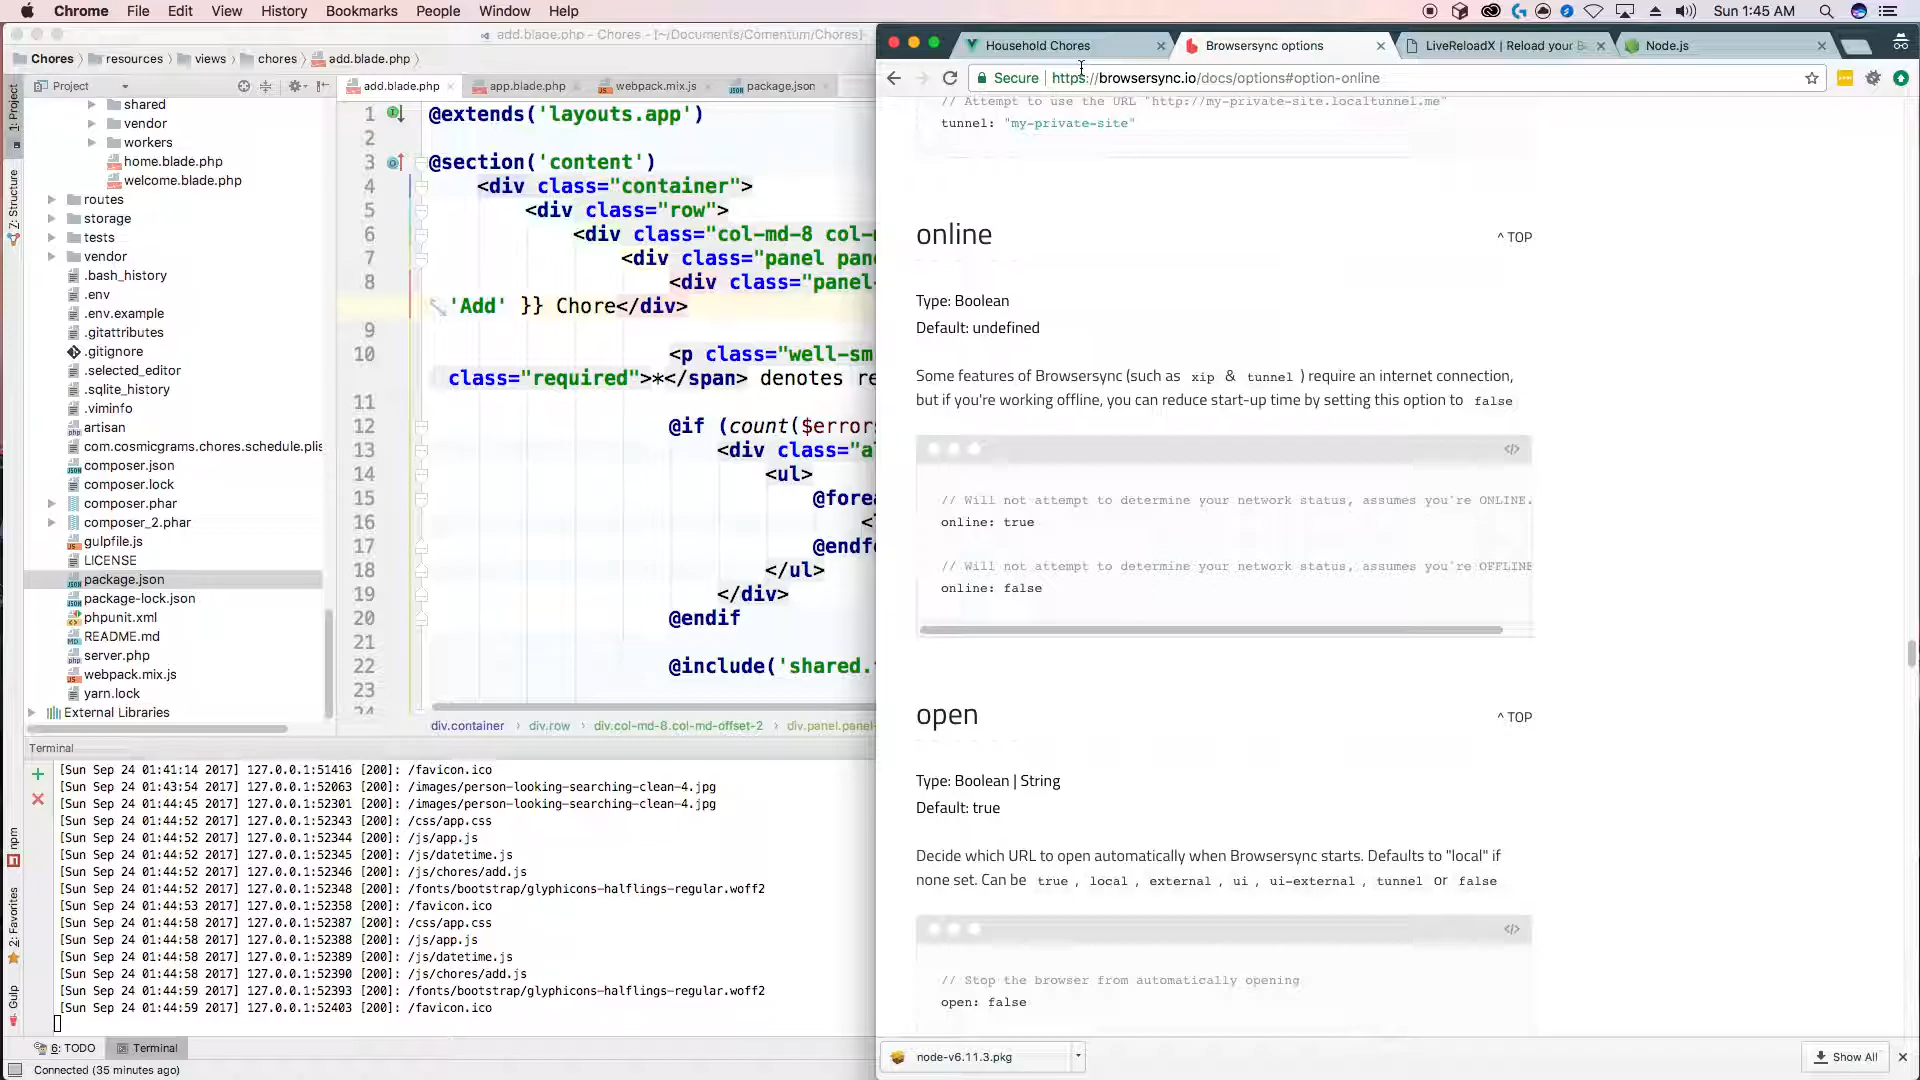 Chrome File Edit View History Bookmarks People Window Help
Sun 1:45 AM
add.blade.php - Chores - [~/Documents/Comentum/Chores]
Chores resources views chores add.blade.php
Project
add.blade.php app.blade.php webpack.mix.js package.json
1: Project
Z: Structure
npm
2: Favorites
Gulp
shared
vendor
workers
home.blade.php
welcome.blade.php
routes
storage
tests
vendor
.bash_history
.env
.env.example
.gitattributes
.gitignore
.selected_editor
.sqlite_history
.viminfo
artisan
com.cosmicgrams.chores.schedule.plis
composer.json
composer.lock
composer.phar
composer_2.phar
gulpfile.js
LICENSE
package.json
package-lock.json
phpunit.xml
README.md
server.php
webpack.mix.js
yarn.lock
External Libraries
1 @extends('layouts.app')
2
3 @section('content')
4 <div class="container">
5 <div class="row">
6 <div class="col-md-8 col-m
7 <div class="panel pan
8 <div class="panel-
'Add' }} Chore</div>
9
10 <p class="well-sm
class="required">*</span> denotes re
11
12 @if (count($error
13 <div class="a
14 <ul>
15 @fore
16 <
17 @endf
18 </ul>
19 </div>
20 @endif
21
22 @include('shared.
23
24
div.container div.row div.col-md-8.col-md-offset-2 div.panel.panel-
Terminal
[Sun Sep 24 01:41:14 2017] 127.0.0.1:51416 [200]: /favicon.ico
[Sun Sep 24 01:43:54 2017] 127.0.0.1:52063 [200]: /images/person-looking-searching-clean-4.jpg
[Sun Sep 24 01:44:45 2017] 127.0.0.1:52301 [200]: /images/person-looking-searching-clean-4.jpg
[Sun Sep 24 01:44:52 2017] 127.0.0.1:52343 [200]: /css/app.css
[Sun Sep 24 01:44:52 2017] 127.0.0.1:52344 [200]: /js/app.js
[Sun Sep 24 01:44:52 2017] 127.0.0.1:52345 [200]: /js/datetime.js
[Sun Sep 24 01:44:52 2017] 127.0.0.1:52346 [200]: /js/chores/add.js
[Sun Sep 24 01:44:52 2017] 127.0.0.1:52348 [200]: /fonts/bootstrap/glyphicons-halflings-regular.woff2
[Sun Sep 24 01:44:53 2017] 127.0.0.1:52358 [200]: /favicon.ico
[Sun Sep 24 01:44:58 2017] 127.0.0.1:52387 [200]: /css/app.css
[Sun Sep 24 01:44:58 2017] 127.0.0.1:52388 [200]: /js/app.js
[Sun Sep 24 01:44:58 2017] 127.0.0.1:52389 [200]: /js/datetime.js
[Sun Sep 24 01:44:58 2017] 127.0.0.1:52390 [200]: /js/chores/add.js
[Sun Sep 24 01:44:59 2017] 127.0.0.1:52393 [200]: /fonts/bootstrap/glyphicons-halflings-regular.woff2
[Sun Sep 24 01:44:59 2017] 127.0.0.1:52403 [200]: /favicon.ico
6: TODO Terminal
Connected (35 minutes ago)
Household Chores Browsersync options LiveReloadX | Reload your B Node.js
Secure https://browsersync.io/docs/options#option-online
// Attempt to use the URL "http://my-private-site.localtunnel.me"
tunnel: "my-private-site"
online
^ TOP
Type: Boolean
Default: undefined
Some features of Browsersync (such as xip & tunnel ) require an internet connection,
but if you're working offline, you can reduce start-up time by setting this option to false
</>
// Will not attempt to determine your network status, assumes you're ONLINE.
online: true
// Will not attempt to determine your network status, assumes you're OFFLINE
online: false
open
^ TOP
Type: Boolean | String
Default: true
Decide which URL to open automatically when Browsersync starts. Defaults to "local" if
none set. Can be true , local , external , ui , ui-external , tunnel or false
</>
// Stop the browser from automatically opening
open: false
node-v6.11.3.pkg
Show All